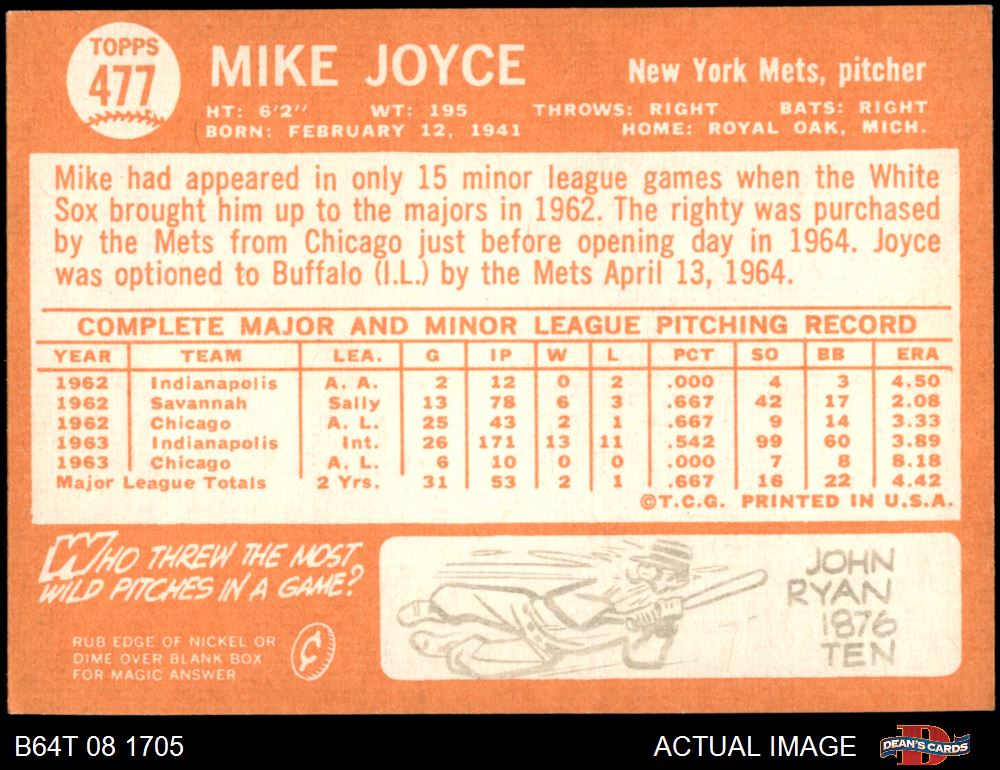 TOPPS
477
MIKE JOYCE
New York Mets, pitcher
HT: 6'2" WT: 195 THROWS: RIGHT BATS: RIGHT
BORN: FEBRUARY 12, 1941 HOME: ROYAL OAK, MICH.
Mike had appeared in only 15 minor league games when the White
Sox brought him up to the majors in 1962. The righty was purchased
by the Mets from Chicago just before opening day in 1964. Joyce
was optioned to Buffalo (I.L.) by the Mets April 13, 1964.
COMPLETE MAJOR AND MINOR LEAGUE PITCHING RECORD
YEAR TEAM LEA. G IP W L PCT SO BB ERA
1962 Indianapolis A. A. 2 12 0 2 .000 4 3 4.50
1962 Savannah Sally 13 78 6 3 .667 42 17 2.08
1962 Chicago A. L. 25 43 2 1 .667 9 14 3.33
1963 Indianapolis Int. 26 171 13 11 .542 99 60 3.89
1963 Chicago A. L. 6 10 0 0 .000 7 8 8.18
Major League Totals 2 Yrs. 31 53 2 1 .667 16 22 4.42
©T.C.G. PRINTED IN U.S.A.
WHO THREW THE MOST
WILD PITCHES IN A GAME?
RUB EDGE OF NICKEL OR
DIME OVER BLANK BOX
FOR MAGIC ANSWER
¢
JOHN
RYAN
1876
TEN
B64T 08 1705 ACTUAL IMAGE
D
DEAN'S CARDS